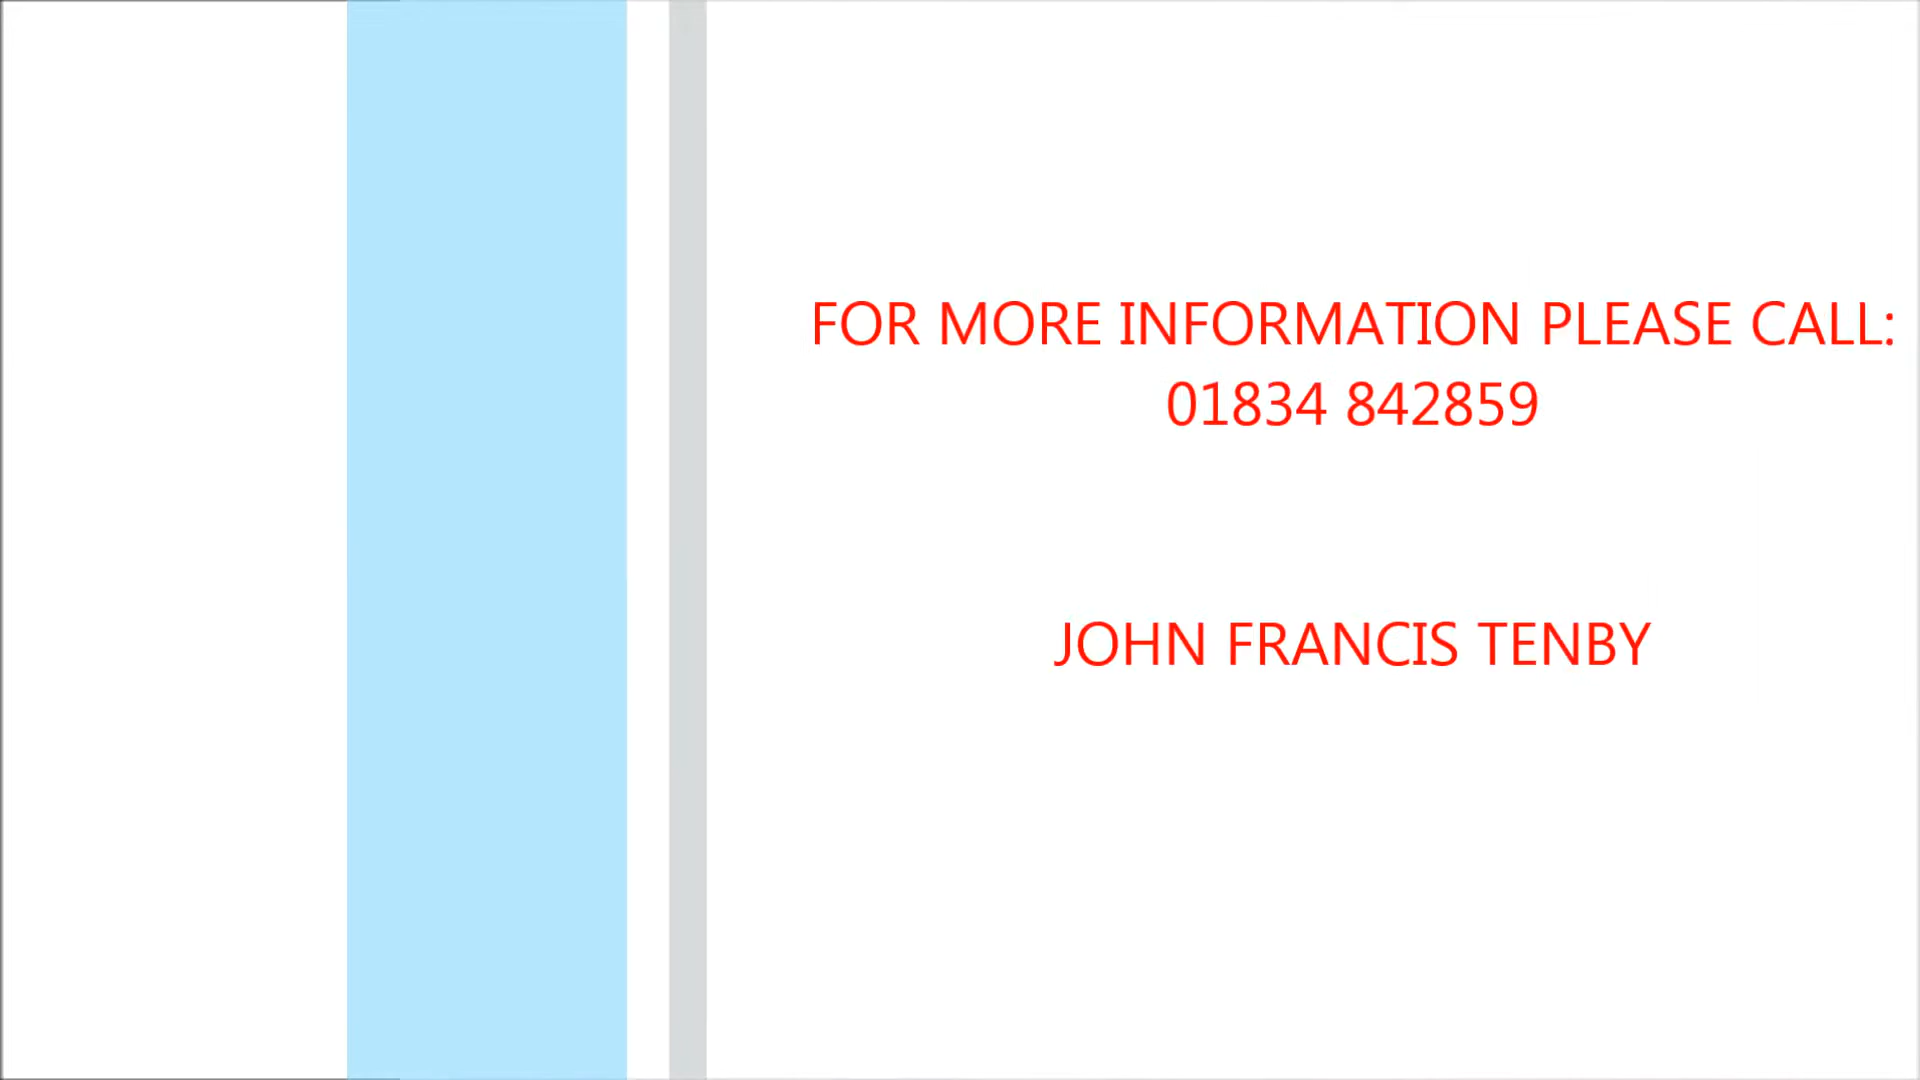 FOR MORE INFORMATION PLEASE CALL:
01834 842859
JOHN FRANCIS TENBY